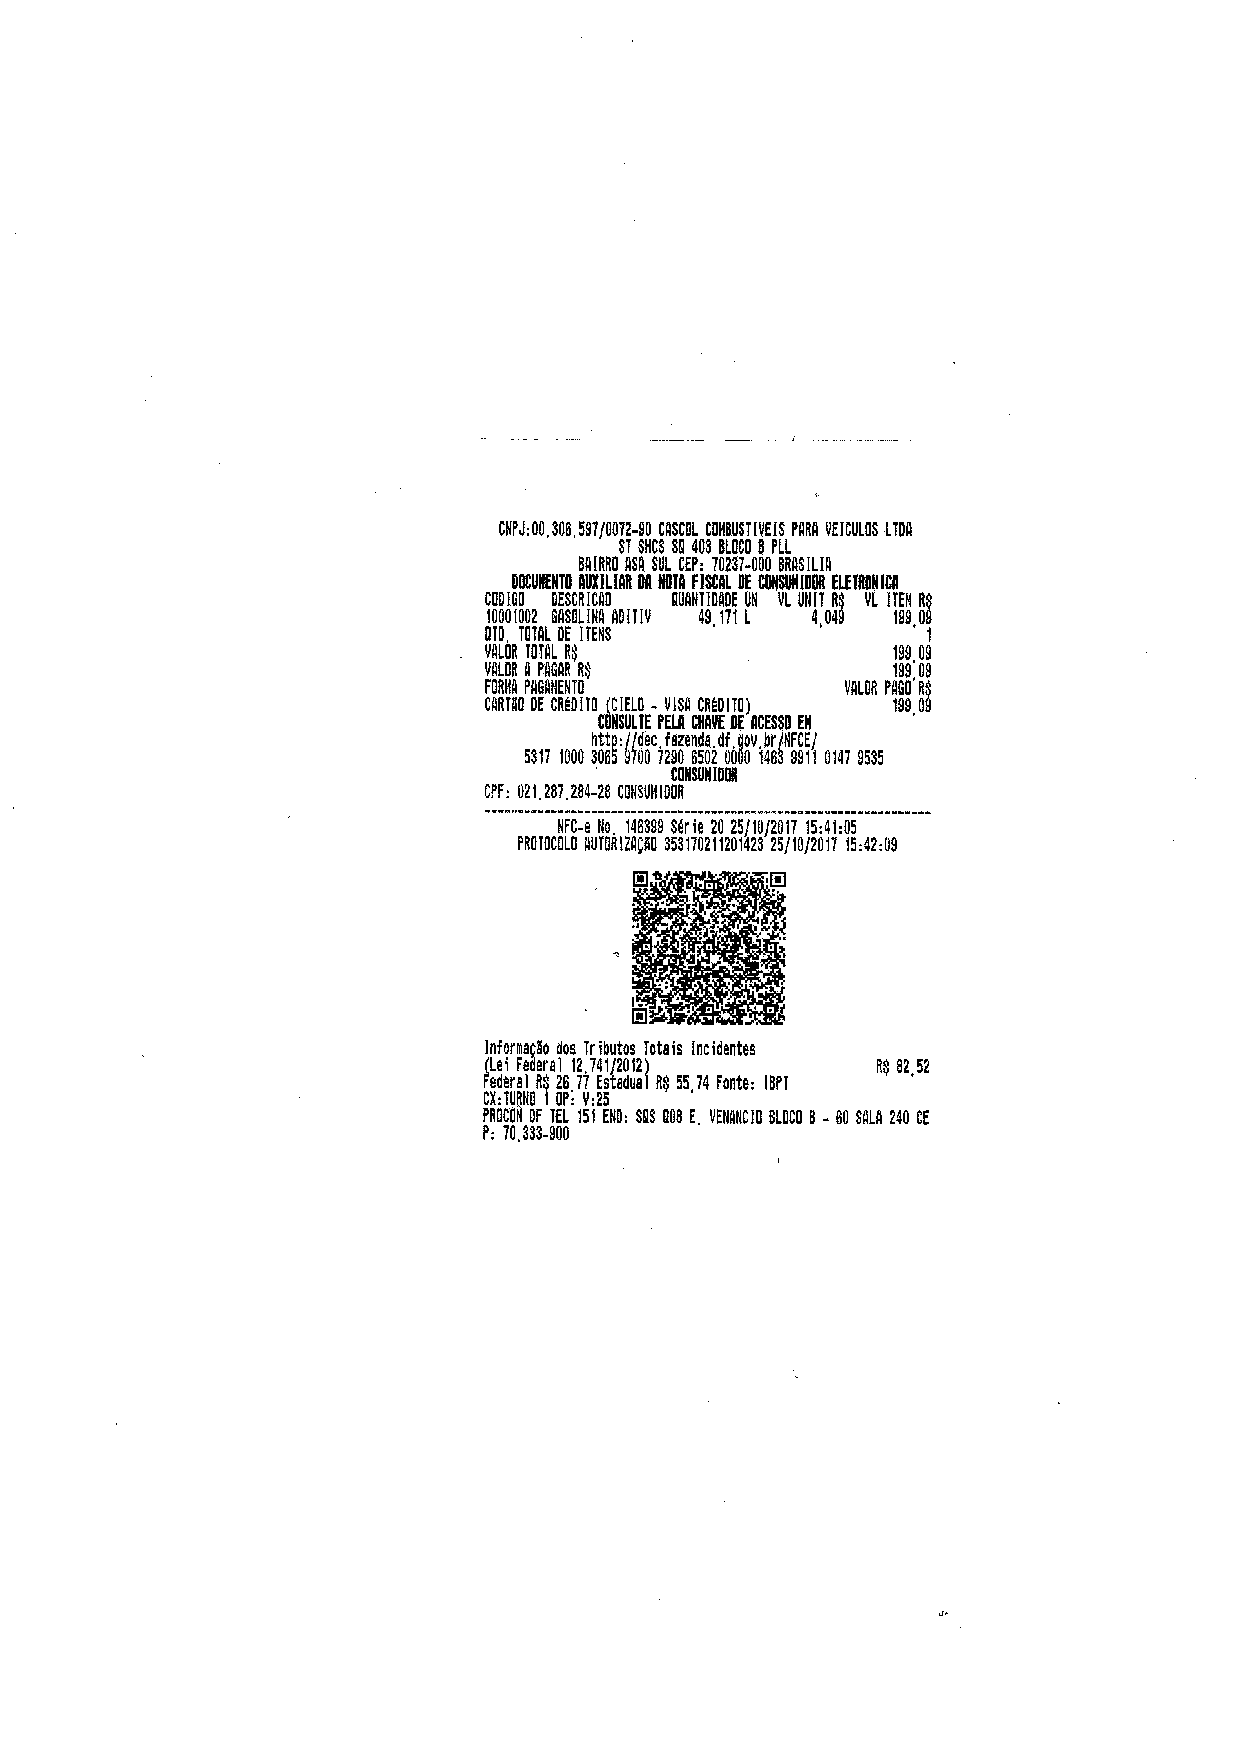 CNPJ:00.306.597/0072-90 CASCOL COMBUSTIVEIS PARA VEICULOS LTDA
ST SHCS SQ 403 BLOCO B PLL
BAIRRO ASA SUL CEP: 70237-000 BRASILIA
DOCUMENTO AUXILIAR DA NOTA FISCAL DE CONSUMIDOR ELETRONICA
CODIGO DESCRICAO QUANTIDADE UN VL UNIT R$ VL ITEM R$
10001002 GASOLINA ADITIV 49,171 L 4,049 199,09
QTD. TOTAL DE ITENS 1
VALOR TOTAL R$ 199,09
VALOR A PAGAR R$ 199,09
FORMA PAGAMENTO VALOR PAGO R$
CARTÃO DE CRÉDITO (CIELO - VISA CRÉDITO) 199,09
CONSULTE PELA CHAVE DE ACESSO EM
http://dec.fazenda.df.gov.br/NFCE/
5317 1000 3065 9700 7290 6502 0000 1463 9911 0147 9535
CONSUMIDOR
CPF: 021.287.284-28 CONSUMIDOR
NFC-e No. 146399 Série 20 25/10/2017 15:41:05
PROTOCOLO AUTORIZAÇÃO 353170211201423 25/10/2017 15:42:09
Informação dos Tributos Totais Incidentes
(Lei Federal 12.741/2012) R$ 82,52
Federal R$ 26,77 Estadual R$ 55,74 Fonte: IBPT
CX:TURNO 1 OP: V:25
PROCON DF TEL 151 END: SQS Q08 E. VENANCIO BLOCO B - 60 SALA 240 CE
P: 70.333-900